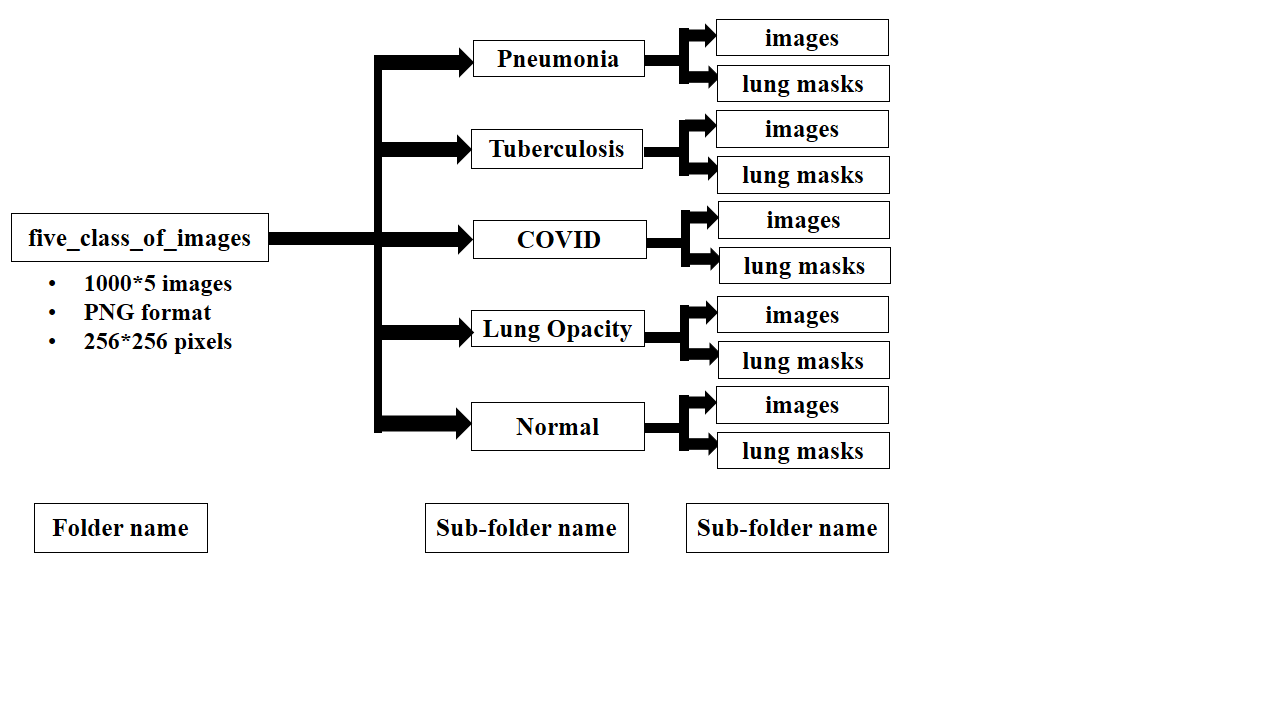 five_class_of_images
• 1000*5 images
• PNG format
• 256*256 pixels
Pneumonia
images
lung masks
Tuberculosis
images
lung masks
COVID
images
lung masks
Lung Opacity
images
lung masks
Normal
images
lung masks
Folder name
Sub-folder name
Sub-folder name